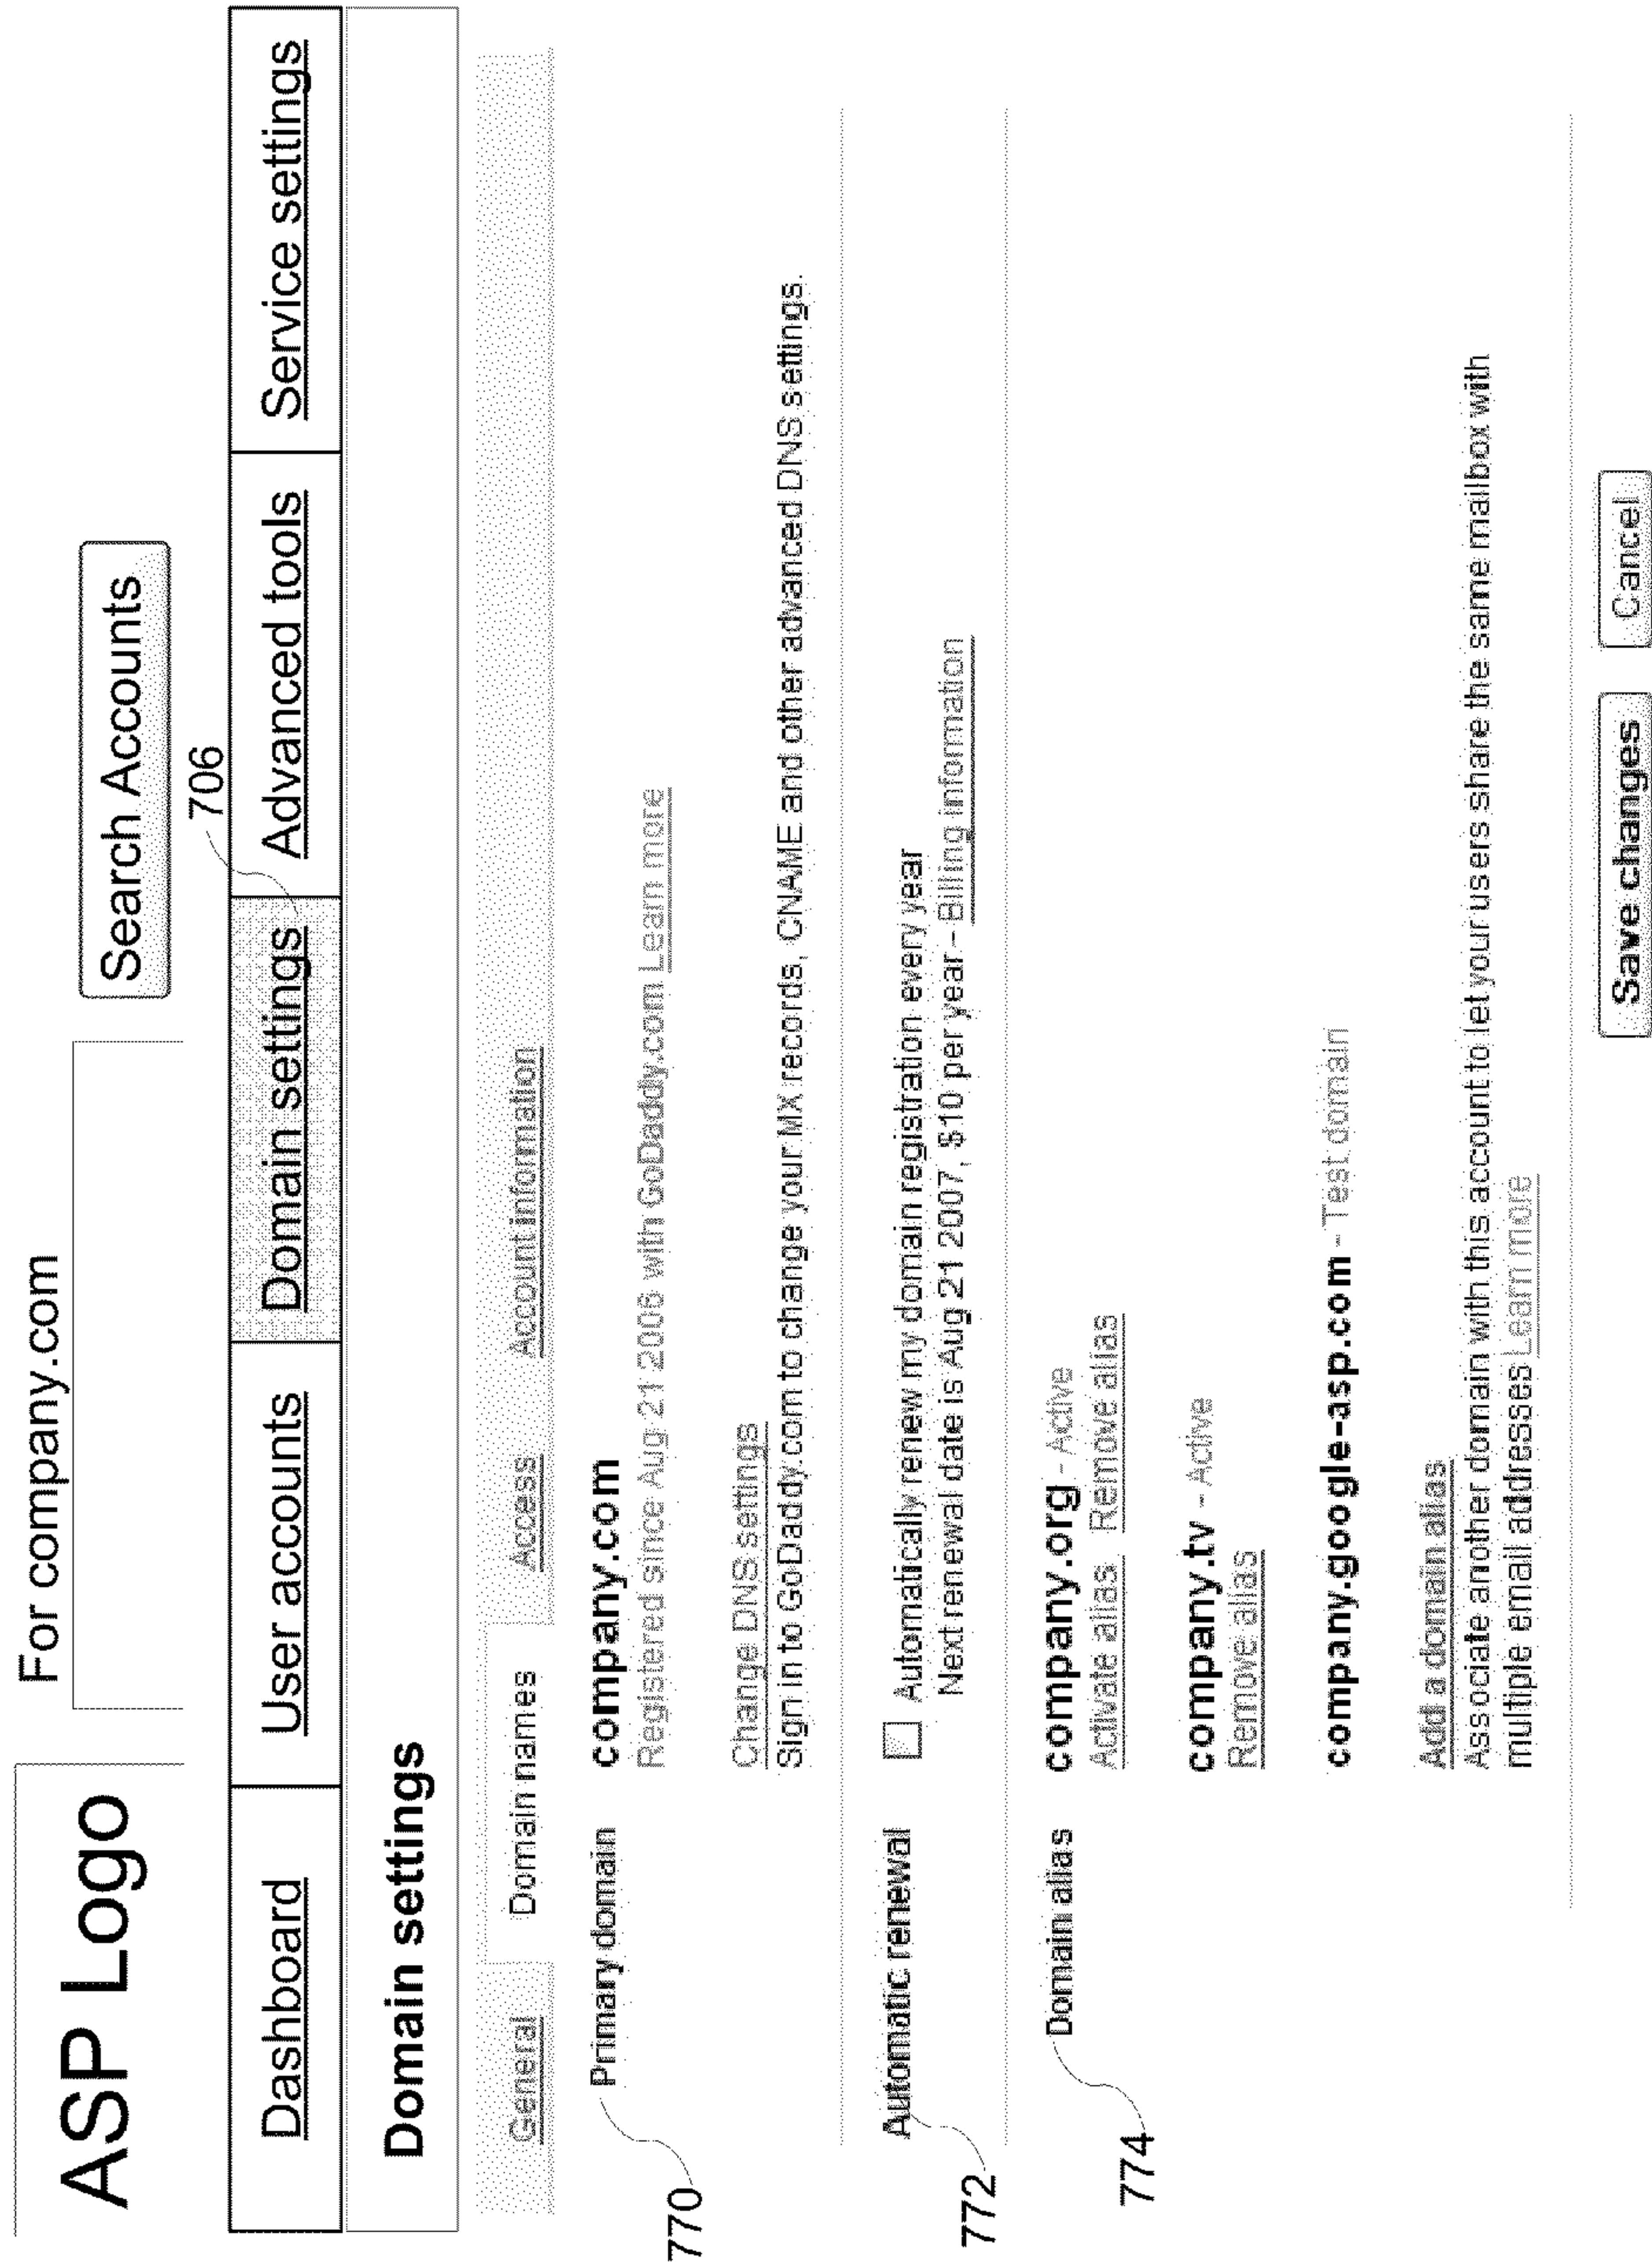 ASP Logo
For company.com
Search Accounts
706
Dashboard
User accounts
Domain settings
Advanced tools
Service settings
Domain settings
General
Domain names
Access
Account information
770
Primary domain
company.com
Registered since Aug 21 2006 with GoDaddy.com Learn more
Change DNS settings
Sign in to GoDaddy.com to change your MX records, CNAME and other advanced DNS settings.
772
Automatic renewal
Automatically renew my domain registration every year
Next renewal date is Aug 21 2007, $10 per year - Billing information
774
Domain alias
company.org - Active
Activate alias Remove alias
company.tv - Active
Remove alias
company.google-asp.com - Test domain
Add a domain alias
Associate another domain with this account to let your users share the same mailbox with
multiple email addresses Learn more
Save changes
Cancel